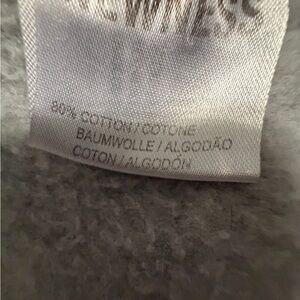 80% COTTON / COTONE
BAUMWOLLE / ALGODÃO
COTON / ALGODÓN